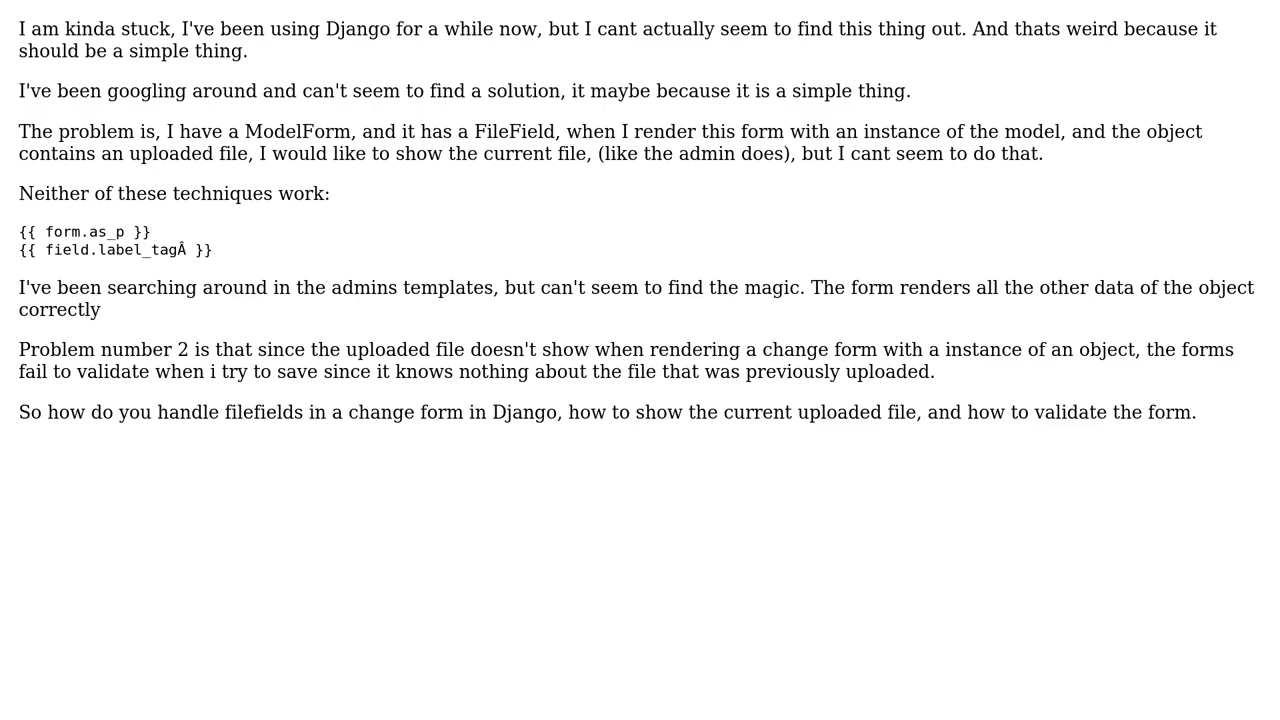 I am kinda stuck, I've been using Django for a while now, but I cant actually seem to find this thing out. And thats weird because it
should be a simple thing.
I've been googling around and can't seem to find a solution, it maybe because it is a simple thing.
The problem is, I have a ModelForm, and it has a FileField, when I render this form with an instance of the model, and the object
contains an uploaded file, I would like to show the current file, (like the admin does), but I cant seem to do that.
Neither of these techniques work:
{{ form.as_p }}
{{ field.label_tagÂ }}
I've been searching around in the admins templates, but can't seem to find the magic. The form renders all the other data of the object
correctly
Problem number 2 is that since the uploaded file doesn't show when rendering a change form with a instance of an object, the forms
fail to validate when i try to save since it knows nothing about the file that was previously uploaded.
So how do you handle filefields in a change form in Django, how to show the current uploaded file, and how to validate the form.